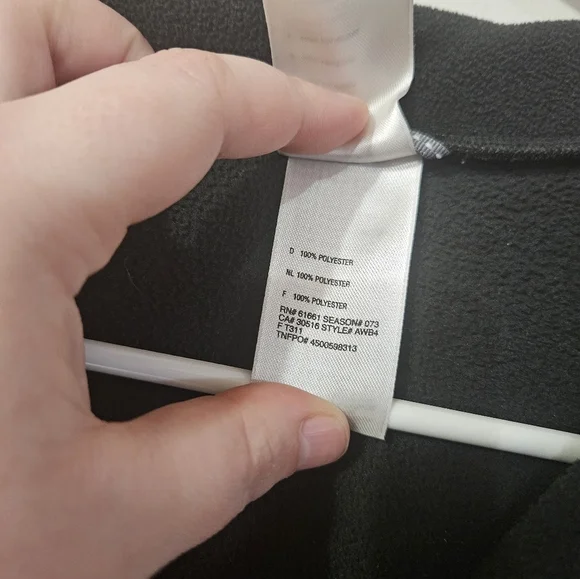 D 100% POLYESTER
NL 100% POLYESTER
F 100% POLYESTER
RN# 61661 SEASON# 073
CA# 30516 STYLE# AWB4
F T311
TNFPO# 4500598313